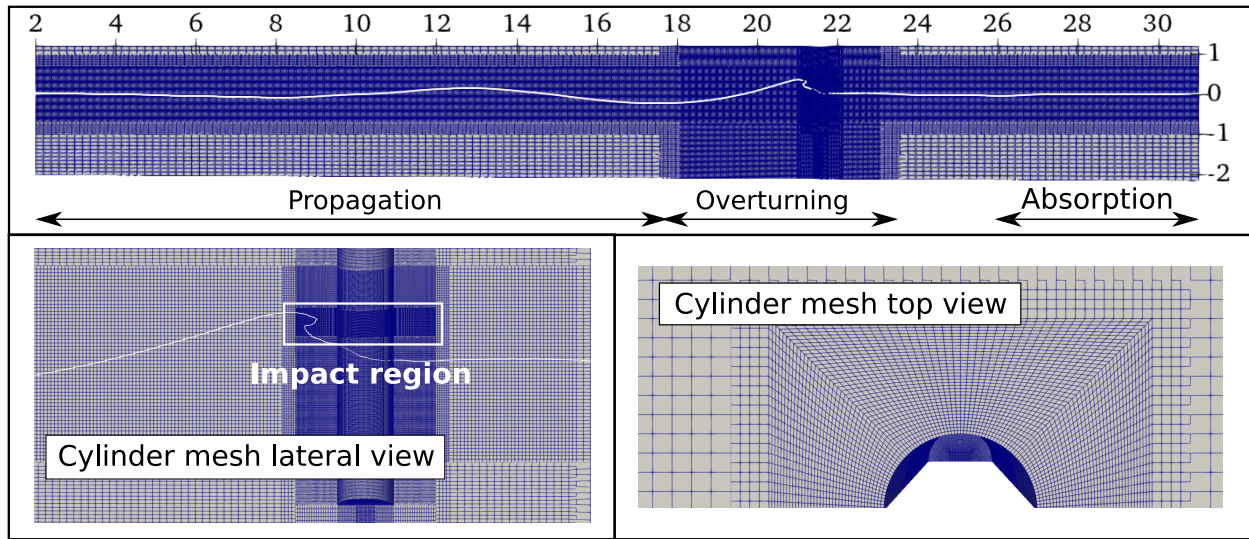 2 4 6 8 10 12 14 16 18 20 22 24 26 28 30
1
0
-1
-2
Propagation Overturning Absorption
Cylinder mesh top view
Impact region
Cylinder mesh lateral view